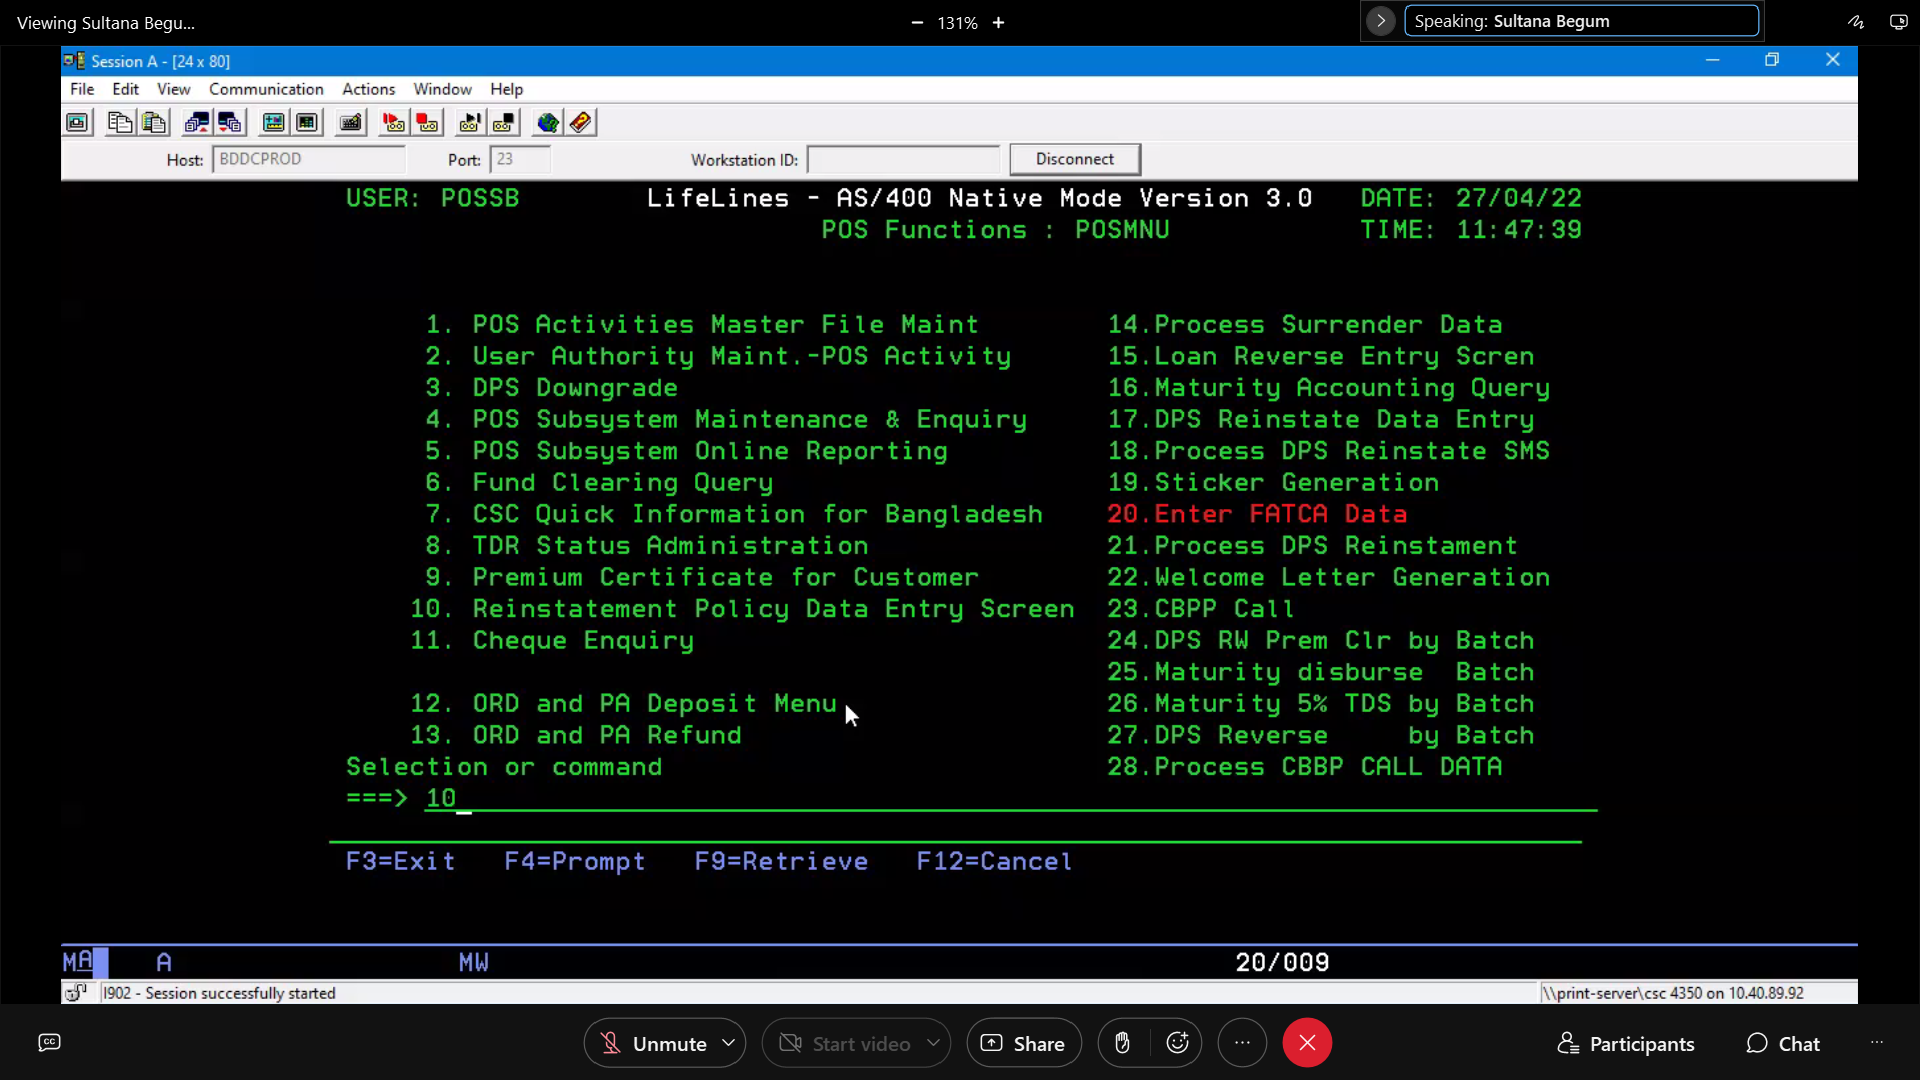 Viewing Sultana Begu...
131%
Speaking: Sultana Begum
Session A - [24 x 80]
File Edit View Communication Actions Window Help
Host: BDDCPROD Port: 23 Workstation ID: Disconnect
USER: POSSB LifeLines - AS/400 Native Mode Version 3.0 DATE: 27/04/22
POS Functions : POSMNU TIME: 11:47:39
1. POS Activities Master File Maint 14.Process Surrender Data
2. User Authority Maint.-POS Activity 15.Loan Reverse Entry Scren
3. DPS Downgrade 16.Maturity Accounting Query
4. POS Subsystem Maintenance & Enquiry 17.DPS Reinstate Data Entry
5. POS Subsystem Online Reporting 18.Process DPS Reinstate SMS
6. Fund Clearing Query 19.Sticker Generation
7. CSC Quick Information for Bangladesh 20.Enter FATCA Data
8. TDR Status Administration 21.Process DPS Reinstament
9. Premium Certificate for Customer 22.Welcome Letter Generation
10. Reinstatement Policy Data Entry Screen 23.CBPP Call
11. Cheque Enquiry 24.DPS RW Prem Clr by Batch
25.Maturity disburse Batch
12. ORD and PA Deposit Menu 26.Maturity 5% TDS by Batch
13. ORD and PA Refund 27.DPS Reverse by Batch
Selection or command 28.Process CBBP CALL DATA
===> 10_
F3=Exit F4=Prompt F9=Retrieve F12=Cancel
MA A MW 20/009
I902 - Session successfully started \\print-server\csc 4350 on 10.40.89.92
CC Unmute Start video Share Participants Chat